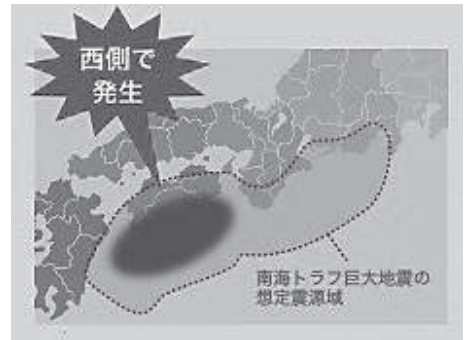 西側で
発生
南海トラフ巨大地震の
想定震源域